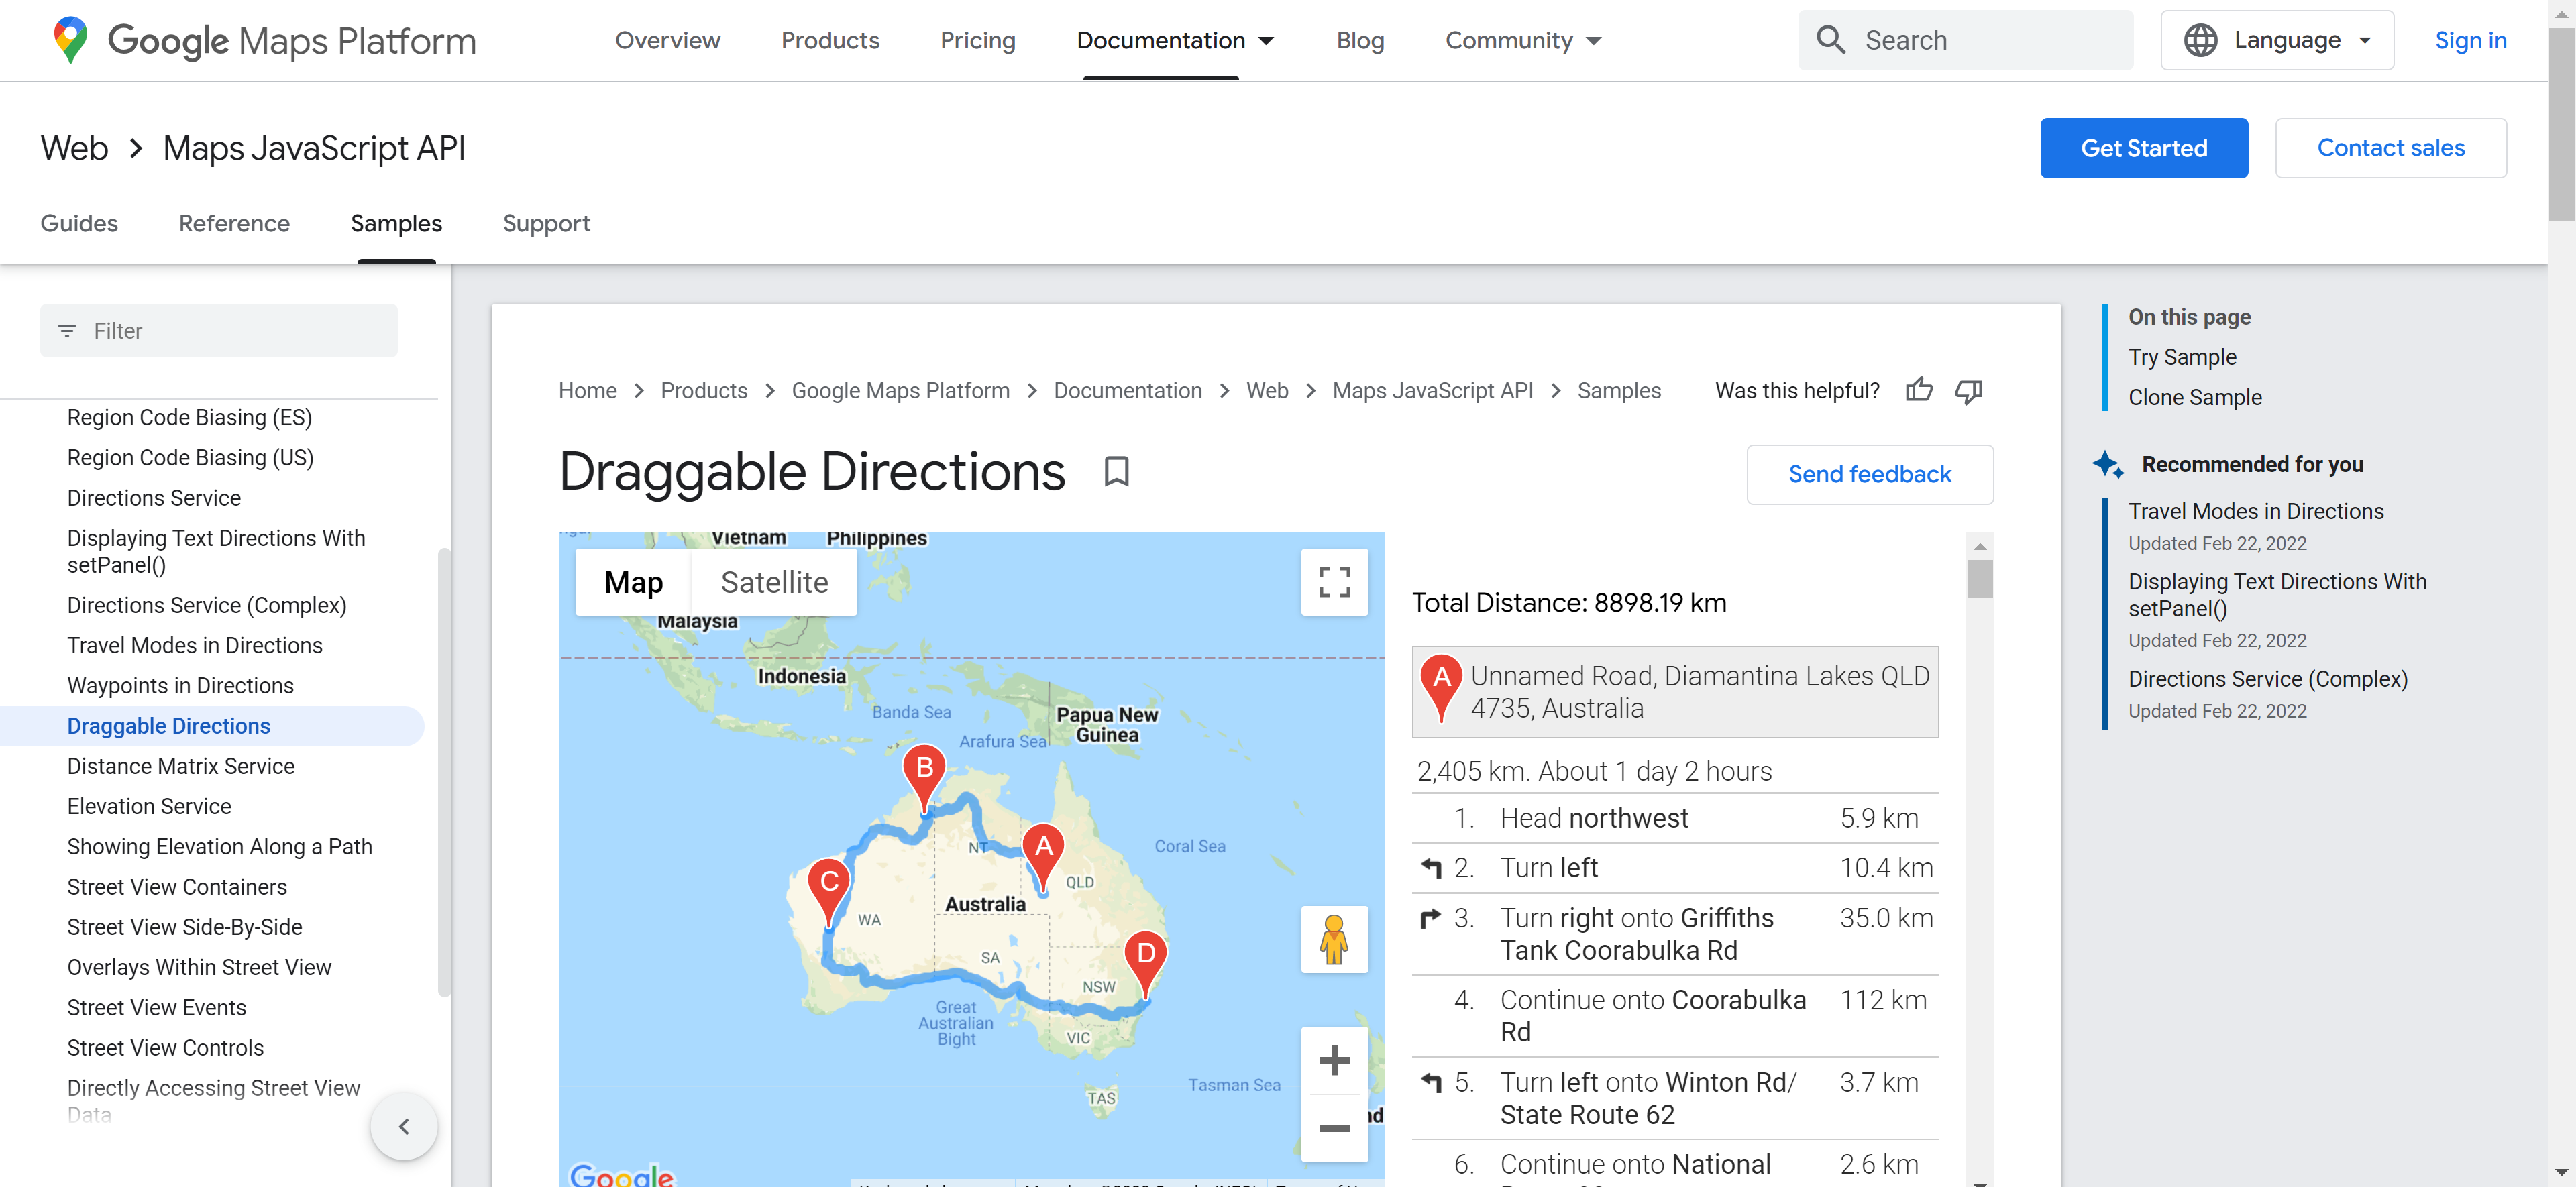 Google Maps Platform
Overview
Products
Pricing
Documentation
Blog
Community
Search
Language
Sign in
Web
Maps JavaScript API
Get Started
Contact sales
Guides
Reference
Samples
Support
Filter
Region Code Biasing (ES)
Region Code Biasing (US)
Directions Service
Displaying Text Directions With
setPanel()
Directions Service (Complex)
Travel Modes in Directions
Waypoints in Directions
Draggable Directions
Distance Matrix Service
Elevation Service
Showing Elevation Along a Path
Street View Containers
Street View Side-By-Side
Overlays Within Street View
Street View Events
Street View Controls
Directly Accessing Street View
Data
Home
Products
Google Maps Platform
Documentation
Web
Maps JavaScript API
Samples
Was this helpful?
Draggable Directions
Send feedback
Vietnam
Philippines
Map
Satellite
Malaysia
Indonesia
Banda Sea
Papua New
Guinea
Arafura Sea
B
A
C
D
NT
QLD
Coral Sea
Australia
WA
SA
NSW
Great
Australian
Bight
VIC
Tasman Sea
TAS
Google
Total Distance: 8898.19 km
A
Unnamed Road, Diamantina Lakes QLD
4735, Australia
2,405 km. About 1 day 2 hours
1. Head northwest 5.9 km
2. Turn left 10.4 km
3. Turn right onto Griffiths 35.0 km
Tank Coorabulka Rd
4. Continue onto Coorabulka 112 km
Rd
5. Turn left onto Winton Rd/ 3.7 km
State Route 62
6. Continue onto National 2.6 km
On this page
Try Sample
Clone Sample
Recommended for you
Travel Modes in Directions
Updated Feb 22, 2022
Displaying Text Directions With
setPanel()
Updated Feb 22, 2022
Directions Service (Complex)
Updated Feb 22, 2022